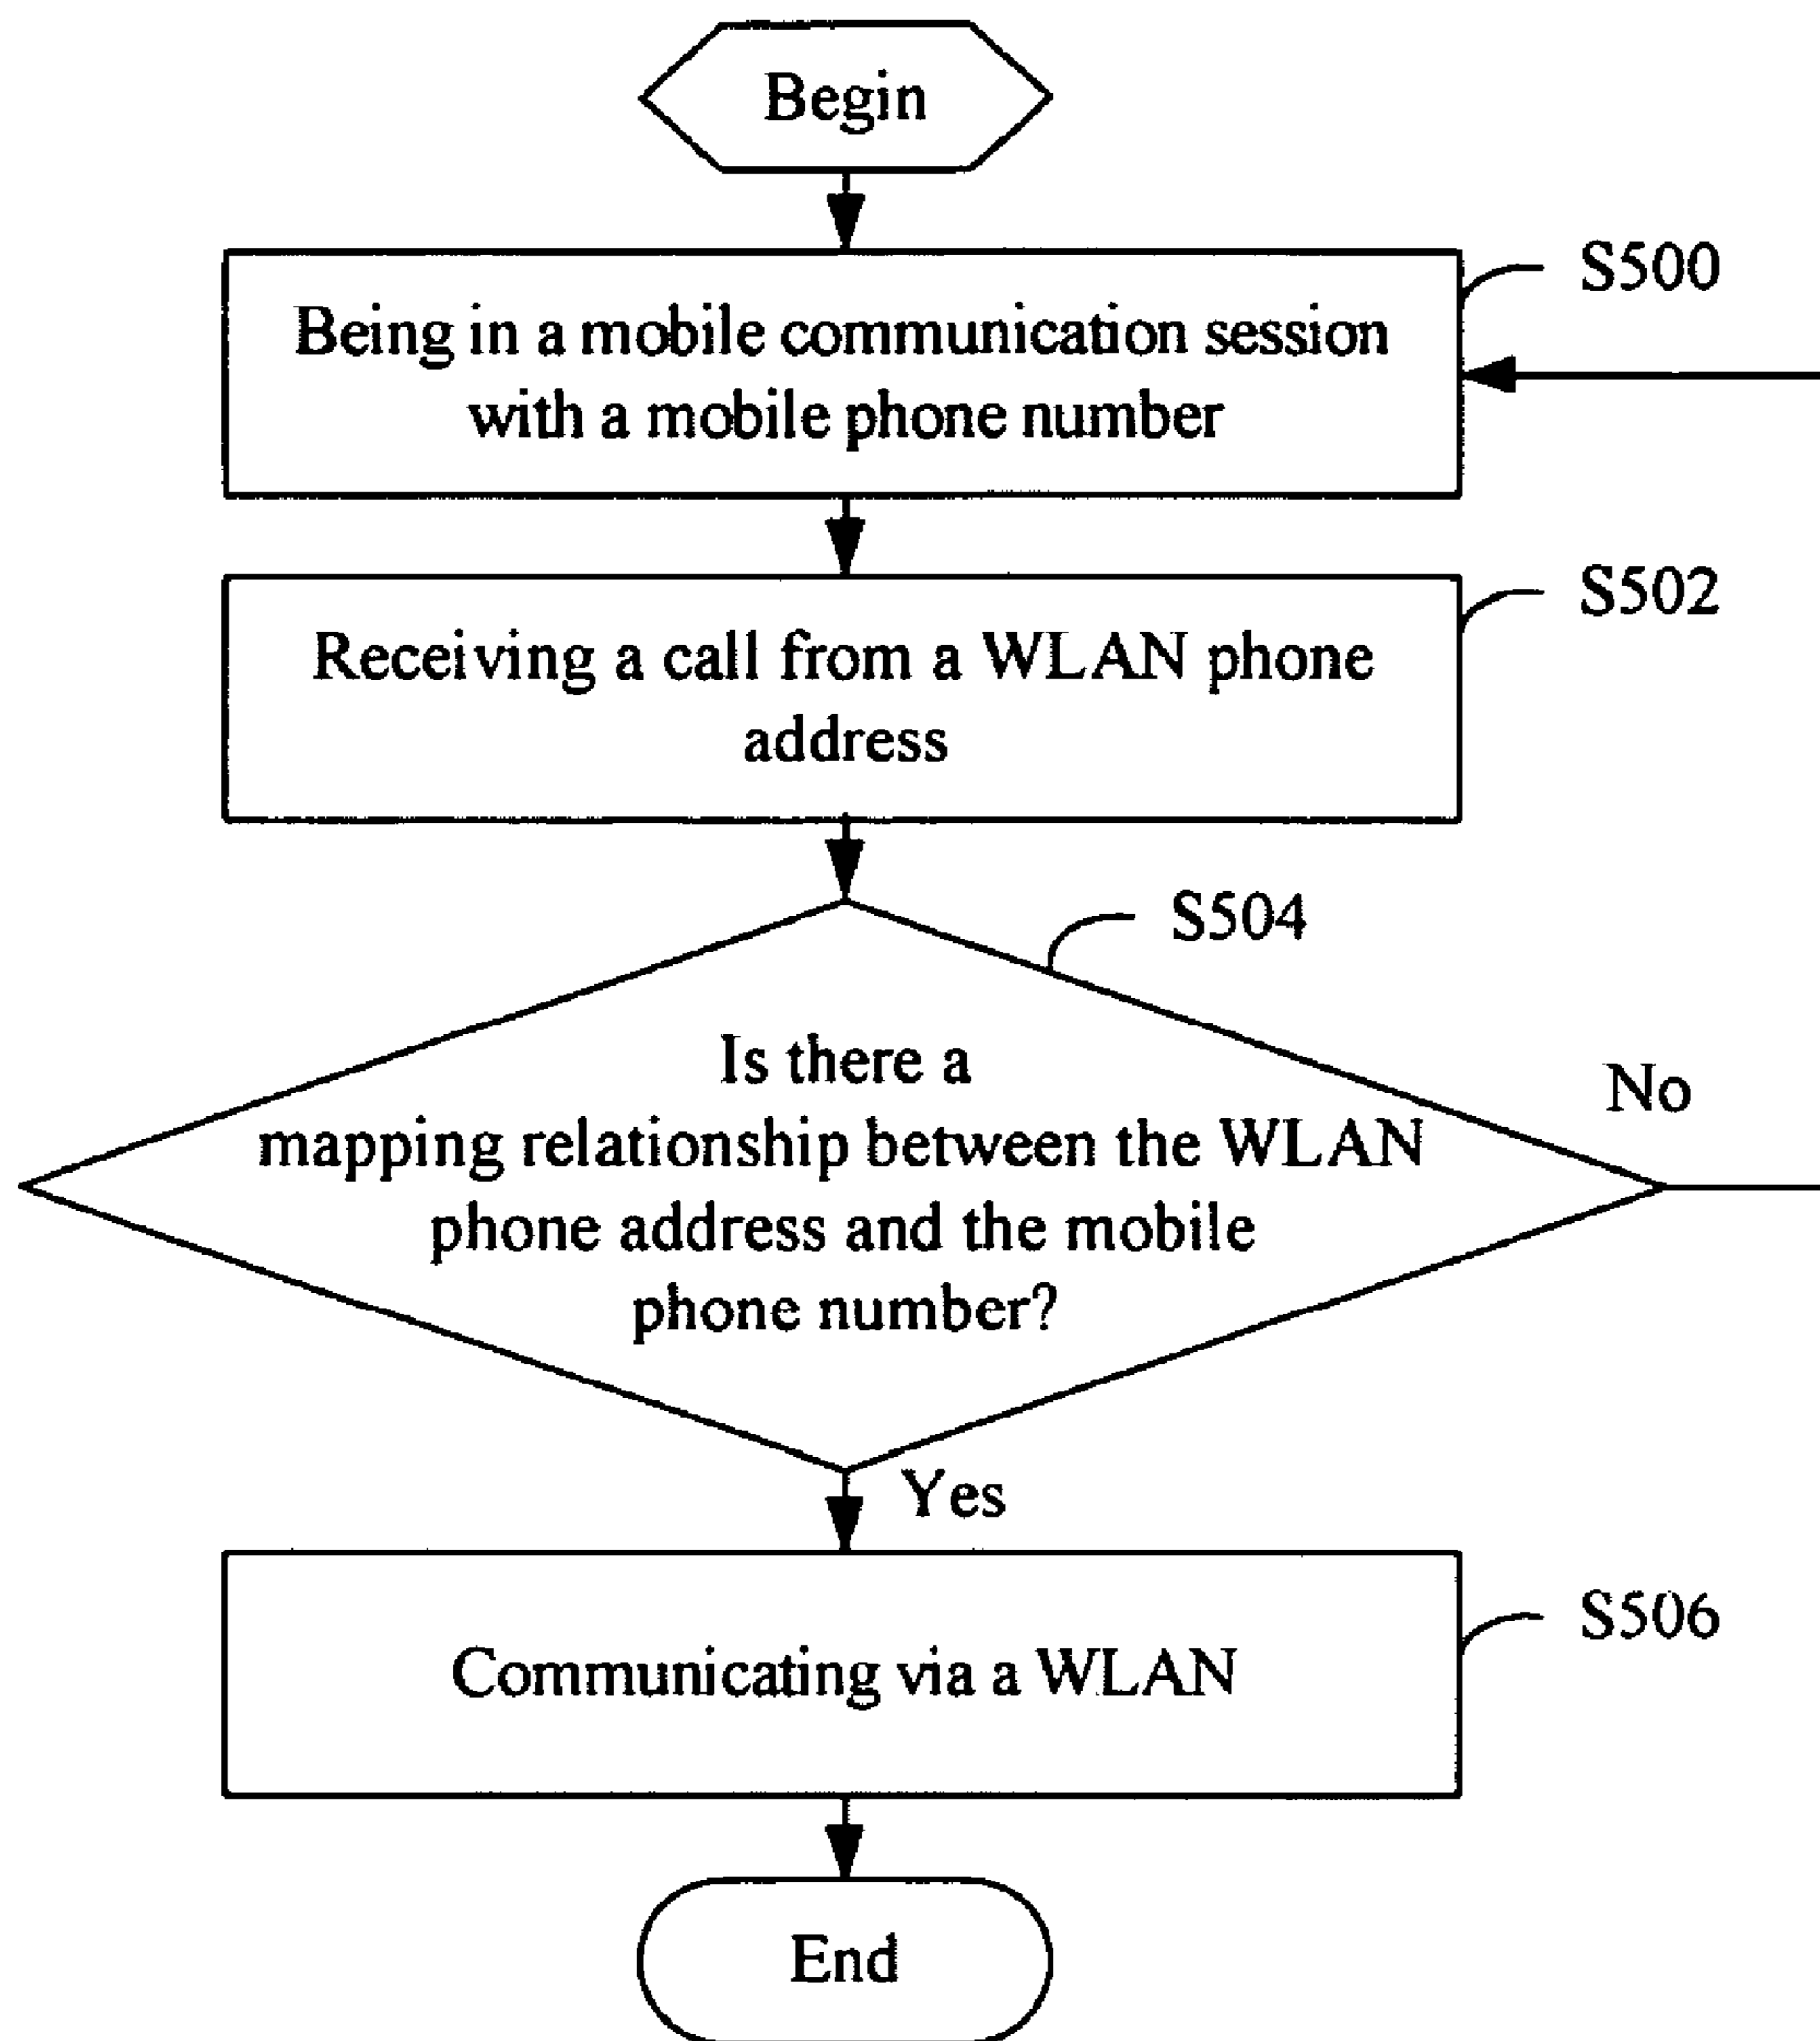 Begin
S500
Being in a mobile communication session
with a mobile phone number
S502
Receiving a call from a WLAN phone
address
S504
Is there a
mapping relationship between the WLAN
phone address and the mobile
phone number?
No
Yes
S506
Communicating via a WLAN
End